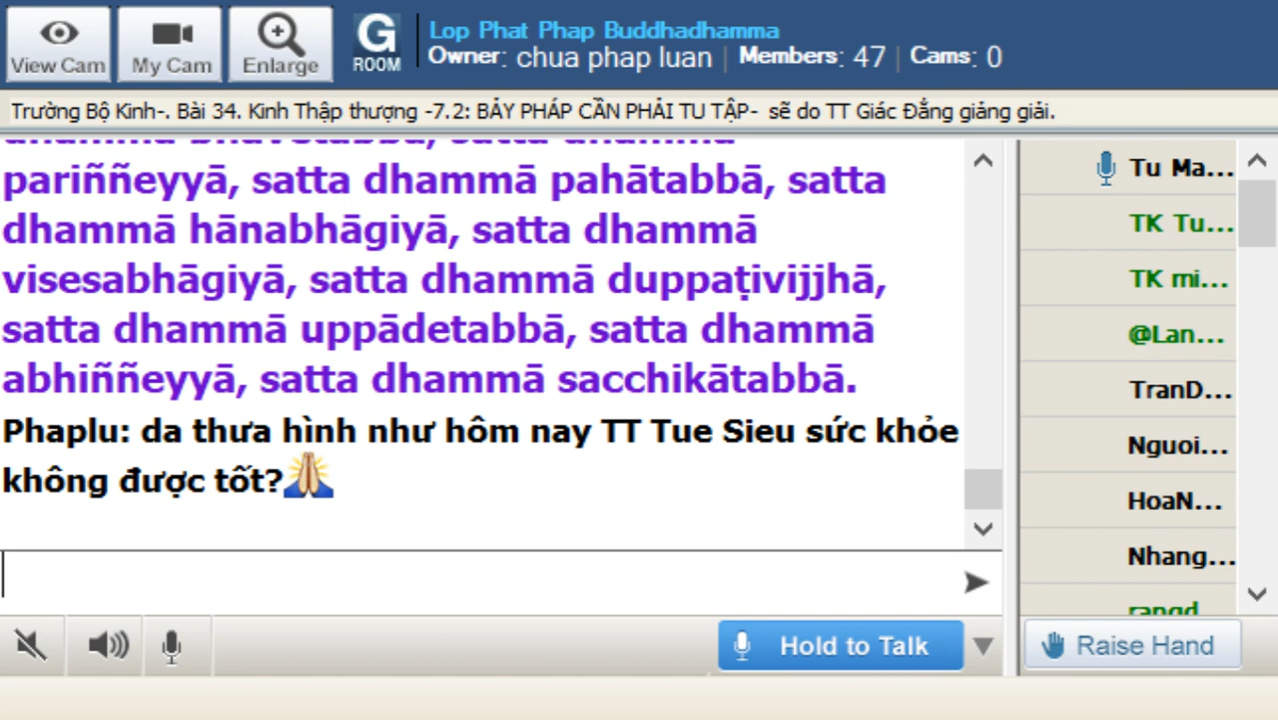 View Cam
My Cam
Enlarge
G
ROOM
Lop Phat Phap Buddhadhamma
Owner: chua phap luan | Members: 47 | Cams: 0
Trường Bộ Kinh-. Bài 34. Kinh Thập thượng -7.2: BẢY PHÁP CẦN PHẢI TU TẬP- sẽ do TT Giác Đẳng giảng giải.
dhammā bhāvetabbā, satta dhammā
pariññeyyā, satta dhammā pahātabbā, satta
dhammā hānabhāgiyā, satta dhammā
visesabhāgiyā, satta dhammā duppaṭivijjhā,
satta dhammā uppādetabbā, satta dhammā
abhiññeyyā, satta dhammā sacchikātabbā.
Phaplu: da thưa hình như hôm nay TT Tue Sieu sức khỏe
không được tốt?🙏
Tu Ma...
TK Tu...
TK mi...
@Lan...
TranD...
Nguoi...
HoaN...
Nhang...
Hold to Talk
Raise Hand